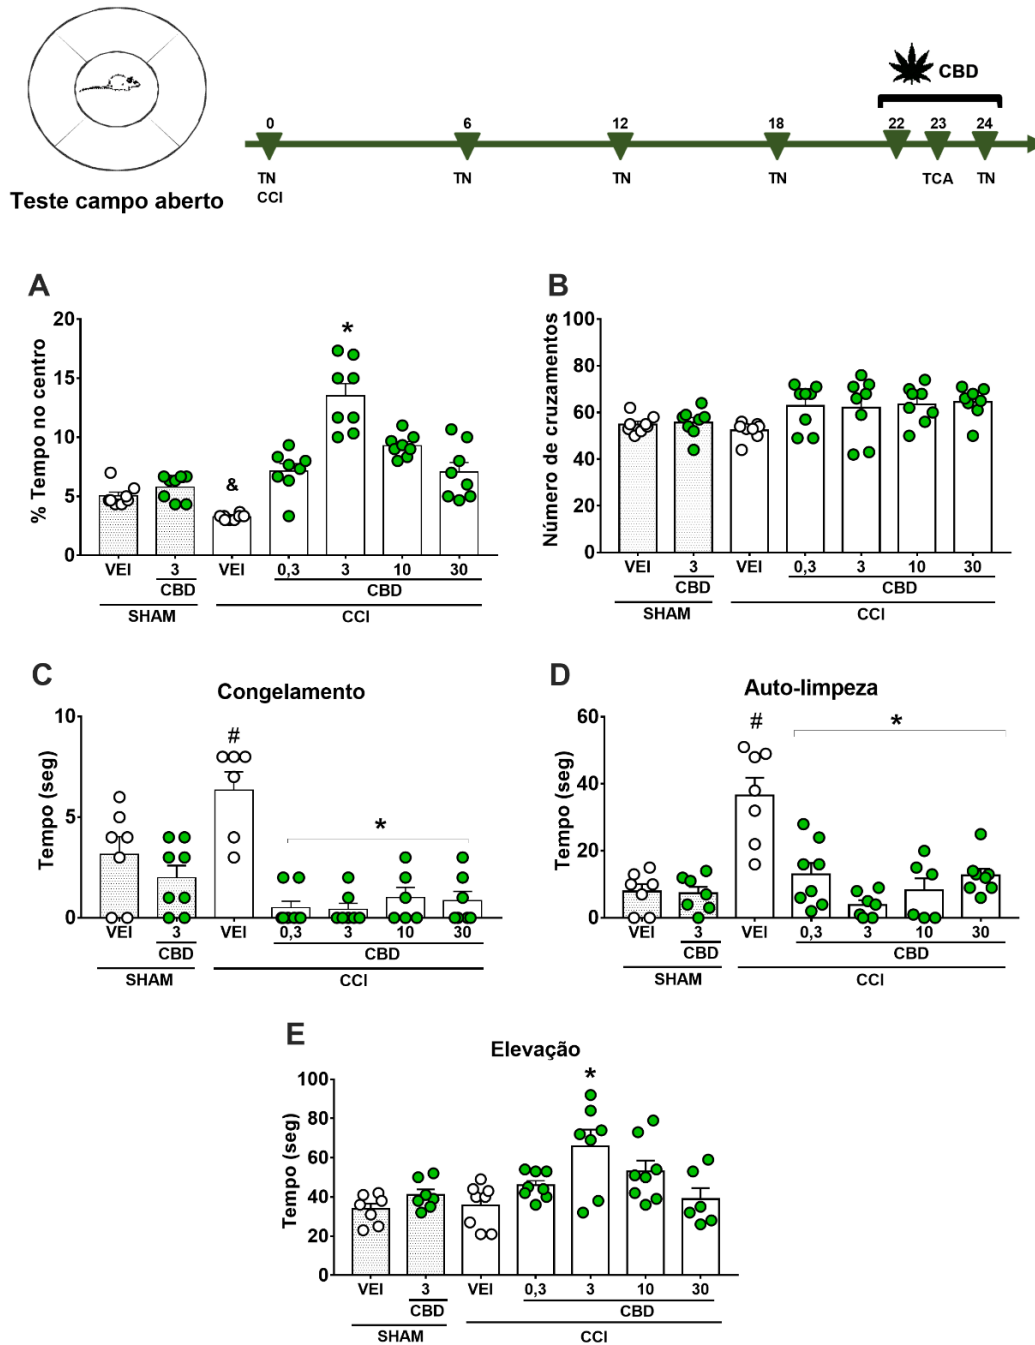 CBD
0 6 12 18 22 23 24
TN TN TN TN TCA TN
CCI
Teste campo aberto
A
% Tempo no centro
20
15
10
5
0
&
*
VEI 3 VEI 0,3 3 10 30
CBD CBD
SHAM CCI
B
Número de cruzamentos
100
80
60
40
20
0
VEI 3 VEI 0,3 3 10 30
CBD CBD
SHAM CCI
C
Congelamento
Tempo (seg)
10
5
0
#
*
VEI 3 VEI 0,3 3 10 30
CBD CBD
SHAM CCI
D
Auto-limpeza
Tempo (seg)
60
40
20
0
#
*
VEI 3 VEI 0,3 3 10 30
CBD CBD
SHAM CCI
E
Elevação
Tempo (seg)
100
80
60
40
20
0
*
VEI 3 VEI 0,3 3 10 30
CBD CBD
SHAM CCI